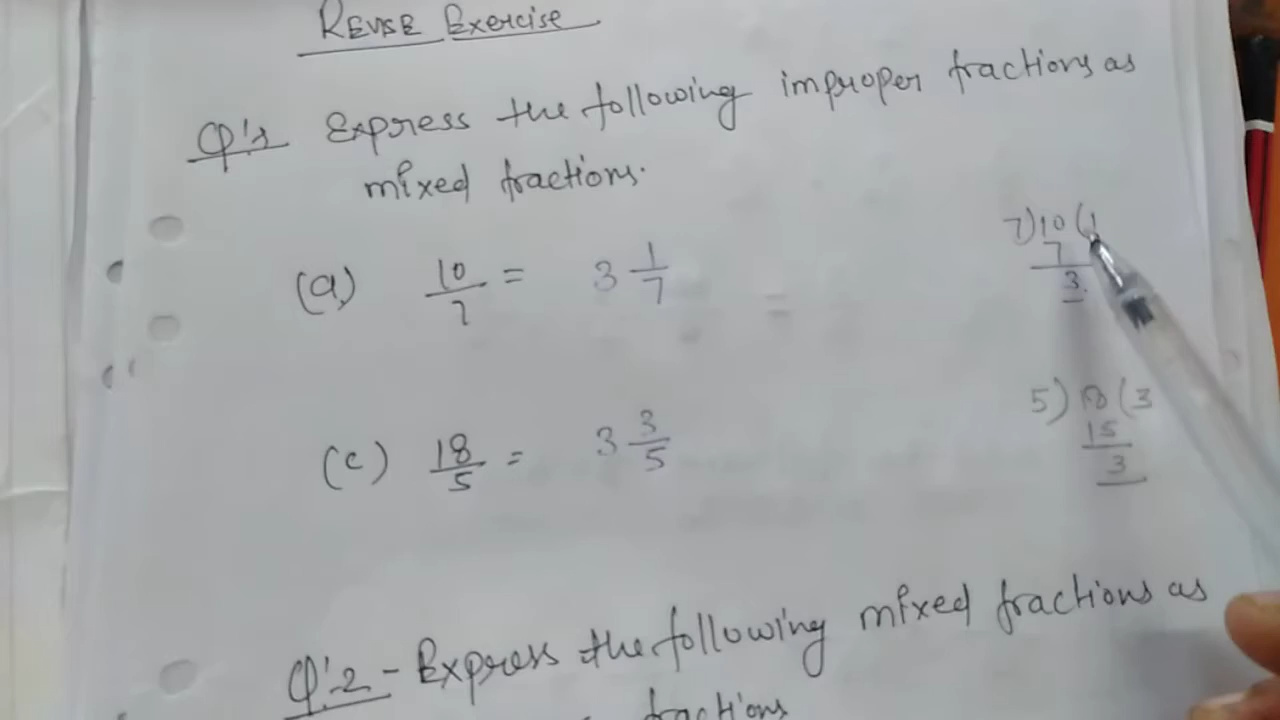 REVISE Exercise
Q'1 Express the following improper fractions as
mixed fractions.
(a) 10/7 = 3 1/7
7)10(1
7
3
(c) 18/5 = 3 3/5
5)18(3
15
3
Q'2 - Express the following mixed fractions as
fractions